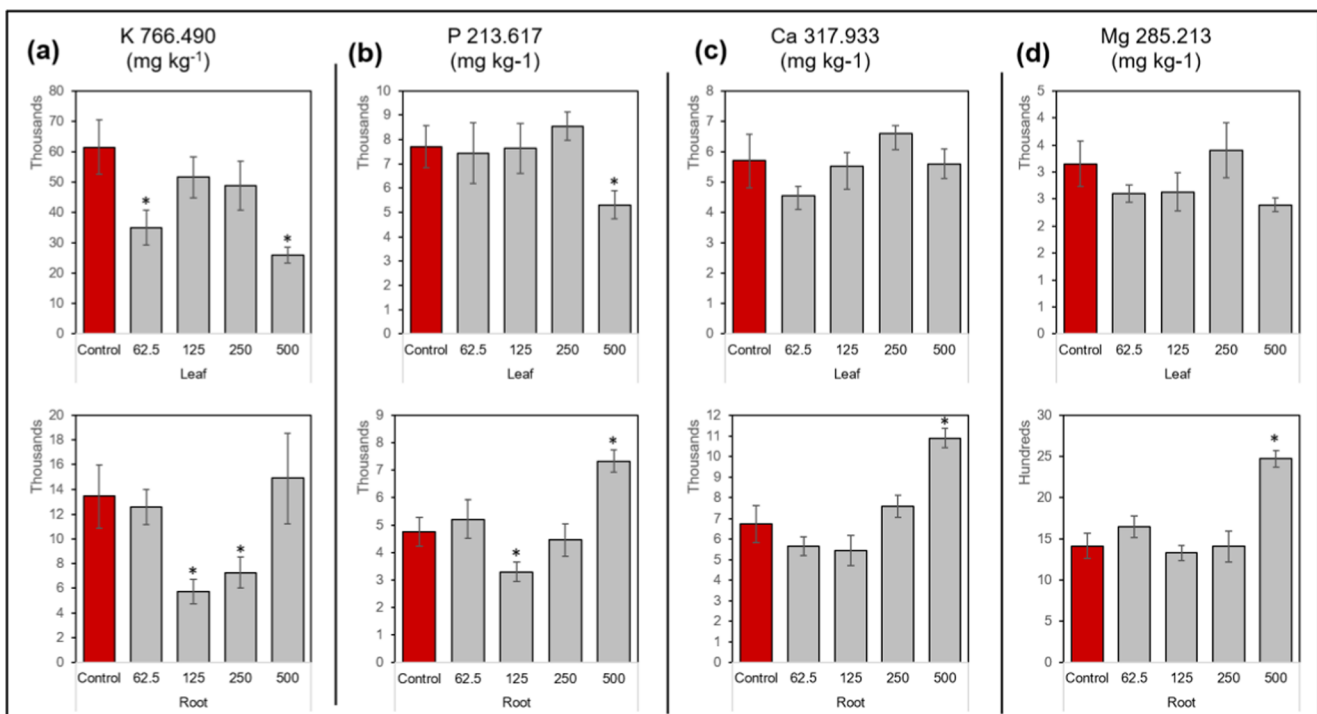 (a)
K 766.490
(mg kg⁻¹)
(b)
P 213.617
(mg kg-1)
(c)
Ca 317.933
(mg kg-1)
(d)
Mg 285.213
(mg kg-1)
Thousands
80
70
60
50
40
30
20
10
0
*
*
Control 62.5 125 250 500
Leaf
Thousands
10
9
8
7
6
5
4
3
2
1
0
*
Control 62.5 125 250 500
Leaf
Thousands
8
7
6
5
4
3
2
1
0
Control 62.5 125 250 500
Leaf
Thousands
5
4
4
3
3
2
2
1
1
0
Control 62.5 125 250 500
Leaf
Thousands
20
18
16
14
12
10
8
6
4
2
0
*
*
Control 62.5 125 250 500
Root
Thousands
9
8
7
6
5
4
3
2
1
0
*
*
Control 62.5 125 250 500
Root
Thousands
12
11
10
9
8
7
6
5
4
3
2
1
0
*
Control 62.5 125 250 500
Root
Hundreds
30
25
20
15
10
5
0
*
Control 62.5 125 250 500
Root